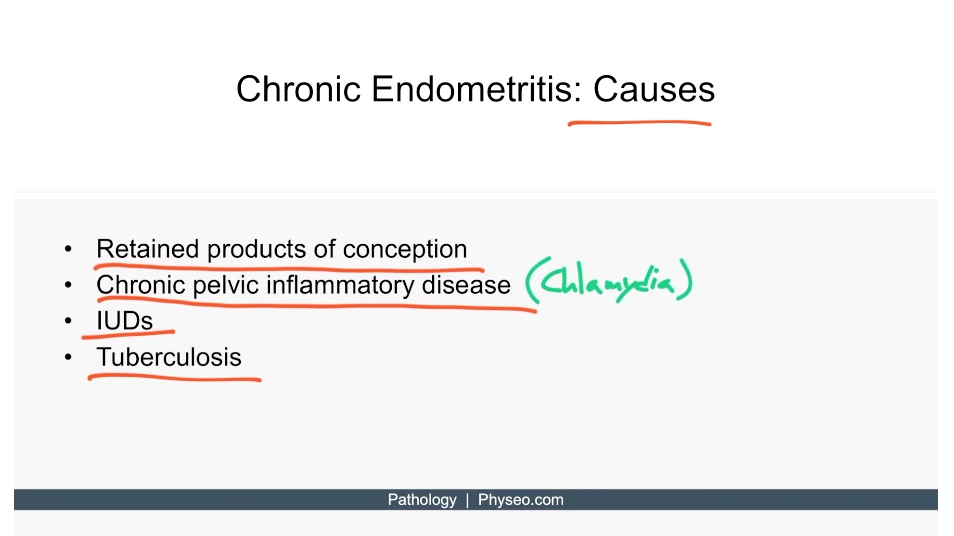 Chronic Endometritis: Causes
• Retained products of conception
• Chronic pelvic inflammatory disease (Chlamydia)
• IUDs
• Tuberculosis
Pathology | Physeo.com